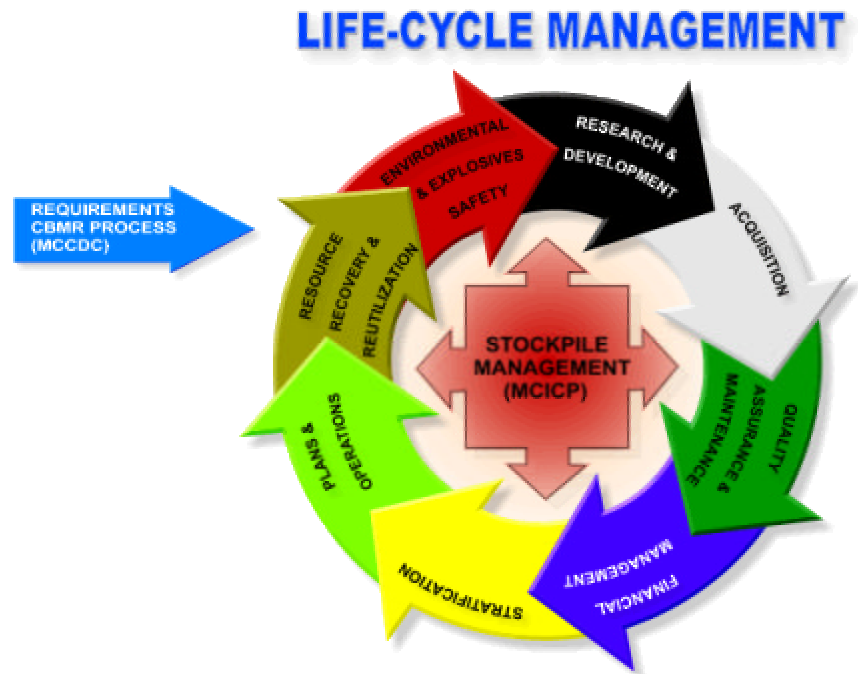 LIFE-CYCLE MANAGEMENT
REQUIREMENTS
CBMR PROCESS
(MCCDC)
ENVIRONMENTAL
& EXPLOSIVES
SAFETY
RESEARCH &
DEVELOPMENT
ACQUISITION
QUALITY
ASSURANCE &
MAINTENANCE
FINANCIAL
MANAGEMENT
STRATIFICATION
PLANS &
OPERATIONS
RESOURCE
RECOVERY &
REUTILIZATION
STOCKPILE
MANAGEMENT
(MCICP)